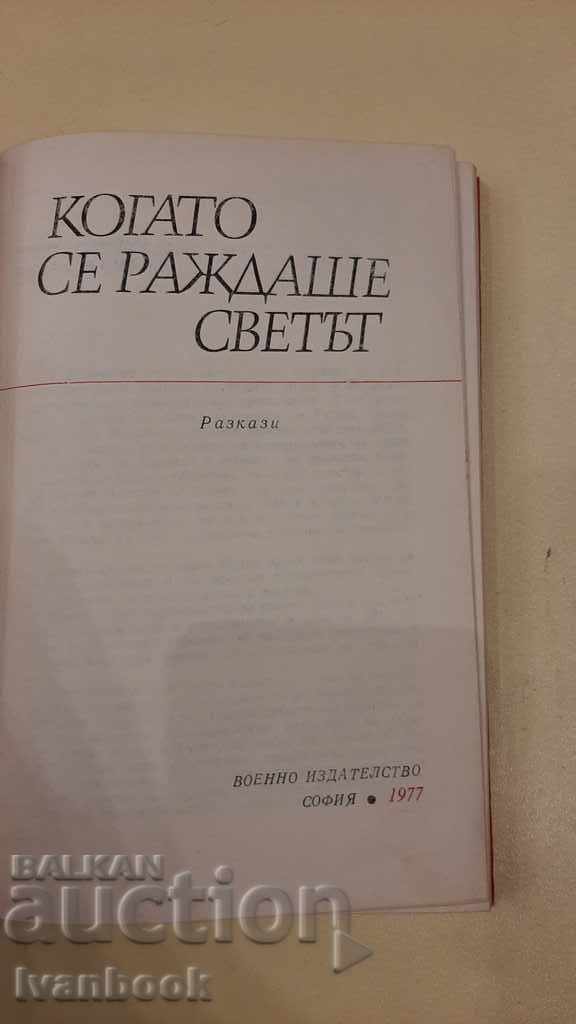 КОГАТО
СЕ РАЖДАШЕ
СВЕТЪТ
Разкази
ВОЕННО ИЗДАТЕЛСТВО
СОФИЯ • 1977
BALKAN
auction
Ivanbook